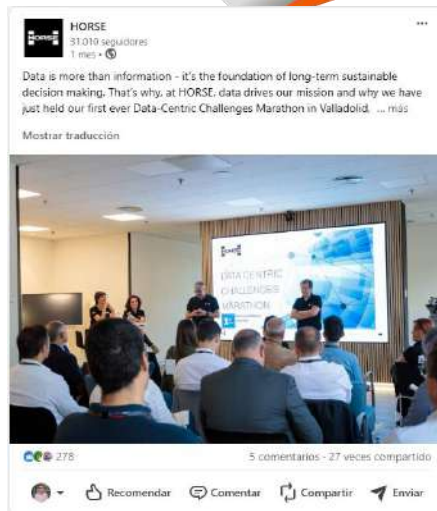 HORSE
HORSE
31.010 seguidores
1 mes •
Data is more than information - it's the foundation of long-term sustainable
decision making. That's why, at HORSE, data drives our mission and why we have
just held our first ever Data-Centric Challenges Marathon in Valladolid, ... más
Mostrar traducción
HORSE
DATA CENTRIC
CHALLENGES
MARATHON
278
5 comentarios - 27 veces compartido
Recomendar
Comentar
Compartir
Enviar